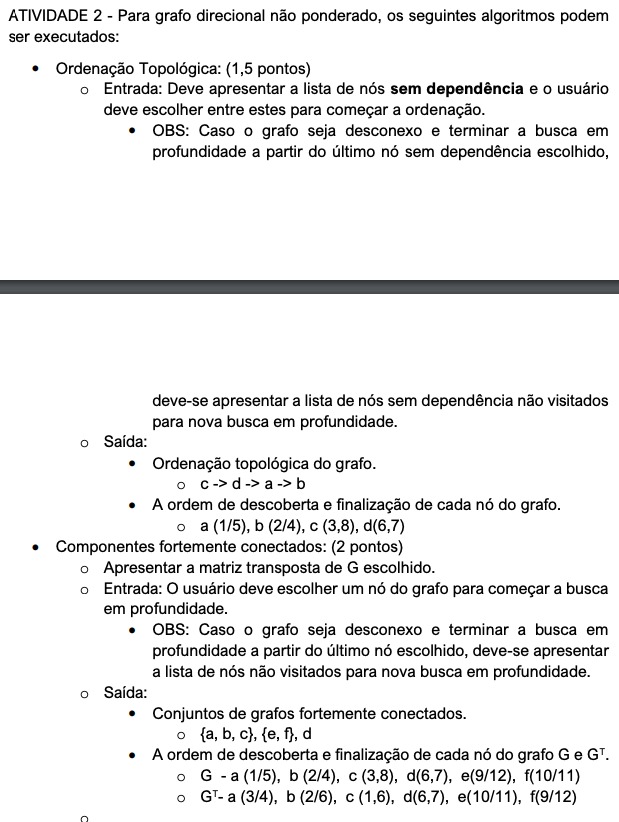 ATIVIDADE 2 - Para grafo direcional não ponderado, os seguintes algoritmos podem
ser executados:
• Ordenação Topológica: (1,5 pontos)
o Entrada: Deve apresentar a lista de nós sem dependência e o usuário
deve escolher entre estes para começar a ordenação.
• OBS: Caso o grafo seja desconexo e terminar a busca em
profundidade a partir do último nó sem dependência escolhido,
deve-se apresentar a lista de nós sem dependência não visitados
para nova busca em profundidade.
o Saída:
• Ordenação topológica do grafo.
o c -> d -> a -> b
• A ordem de descoberta e finalização de cada nó do grafo.
o a (1/5), b (2/4), c (3,8), d(6,7)
• Componentes fortemente conectados: (2 pontos)
o Apresentar a matriz transposta de G escolhido.
o Entrada: O usuário deve escolher um nó do grafo para começar a busca
em profundidade.
• OBS: Caso o grafo seja desconexo e terminar a busca em
profundidade a partir do último nó escolhido, deve-se apresentar
a lista de nós não visitados para nova busca em profundidade.
o Saída:
• Conjuntos de grafos fortemente conectados.
o {a, b, c}, {e, f}, d
• A ordem de descoberta e finalização de cada nó do grafo G e Gᵀ.
o G - a (1/5), b (2/4), c (3,8), d(6,7), e(9/12), f(10/11)
o Gᵀ- a (3/4), b (2/6), c (1,6), d(6,7), e(10/11), f(9/12)
o